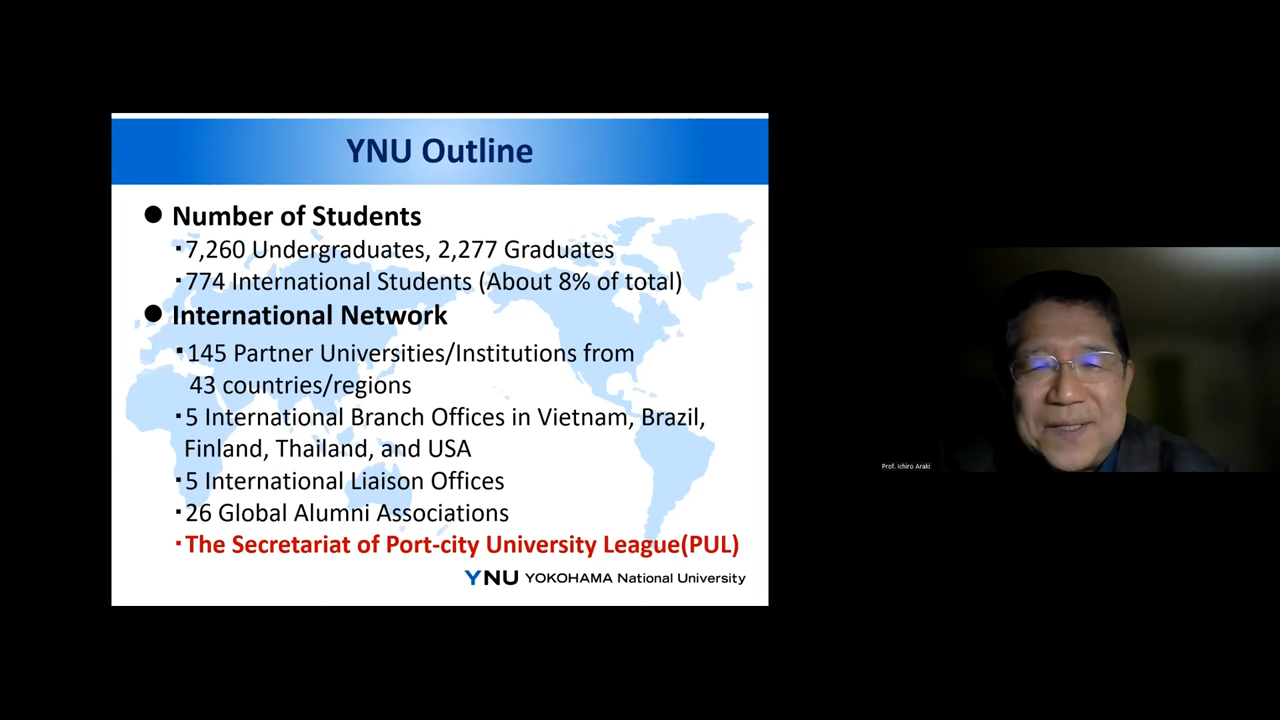 YNU Outline
● Number of Students
･7,260 Undergraduates, 2,277 Graduates
･774 International Students (About 8% of total)
● International Network
･145 Partner Universities/Institutions from
43 countries/regions
･5 International Branch Offices in Vietnam, Brazil,
Finland, Thailand, and USA
･5 International Liaison Offices
･26 Global Alumni Associations
･The Secretariat of Port-city University League(PUL)
YNU YOKOHAMA National University
Prof. Ichiro Araki